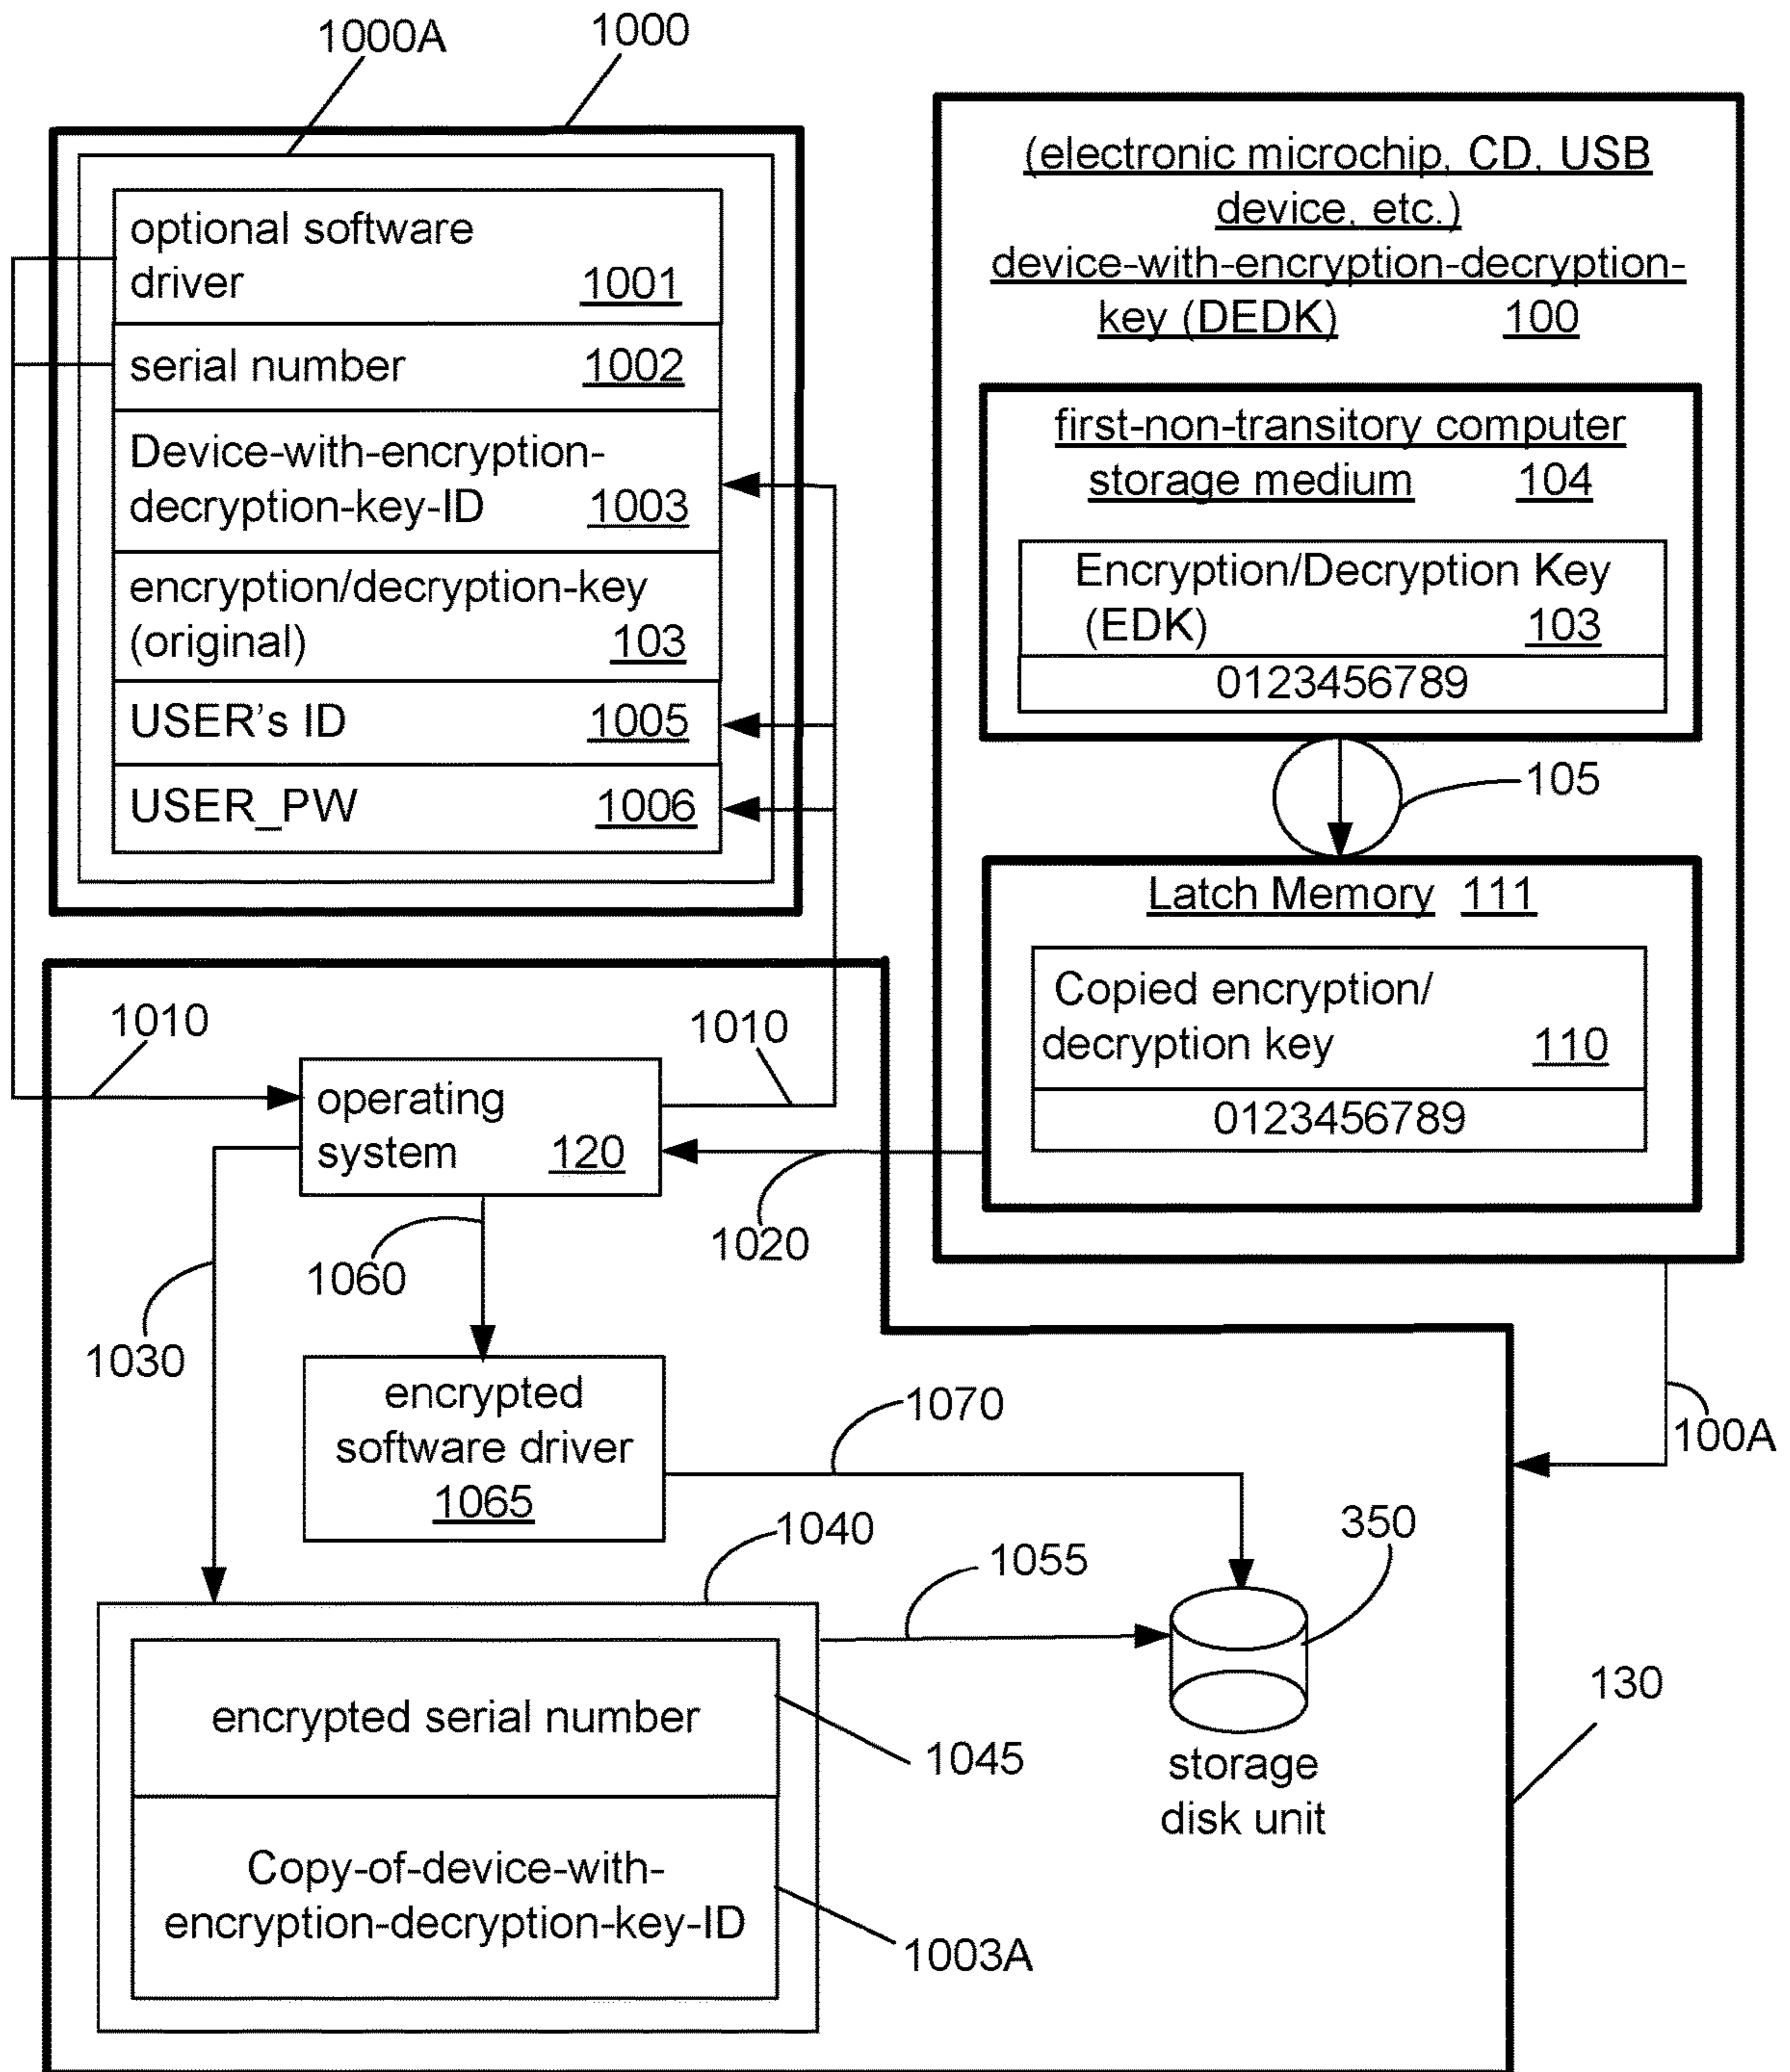 1000A
1000
optional software
driver 1001
serial number 1002
Device-with-encryption-
decryption-key-ID 1003
encryption/decryption-key
(original) 103
USER's ID 1005
USER_PW 1006
(electronic microchip, CD, USB
device, etc.)
device-with-encryption-decryption-
key (DEDK) 100
first-non-transitory computer
storage medium 104
Encryption/Decryption Key
(EDK) 103
0123456789
105
Latch Memory 111
Copied encryption/
decryption key 110
0123456789
1010
1010
operating
system 120
1020
1060
1030
100A
encrypted
software driver
1065
1070
1040
1055
350
storage
disk unit
130
encrypted serial number
1045
Copy-of-device-with-
encryption-decryption-key-ID
1003A